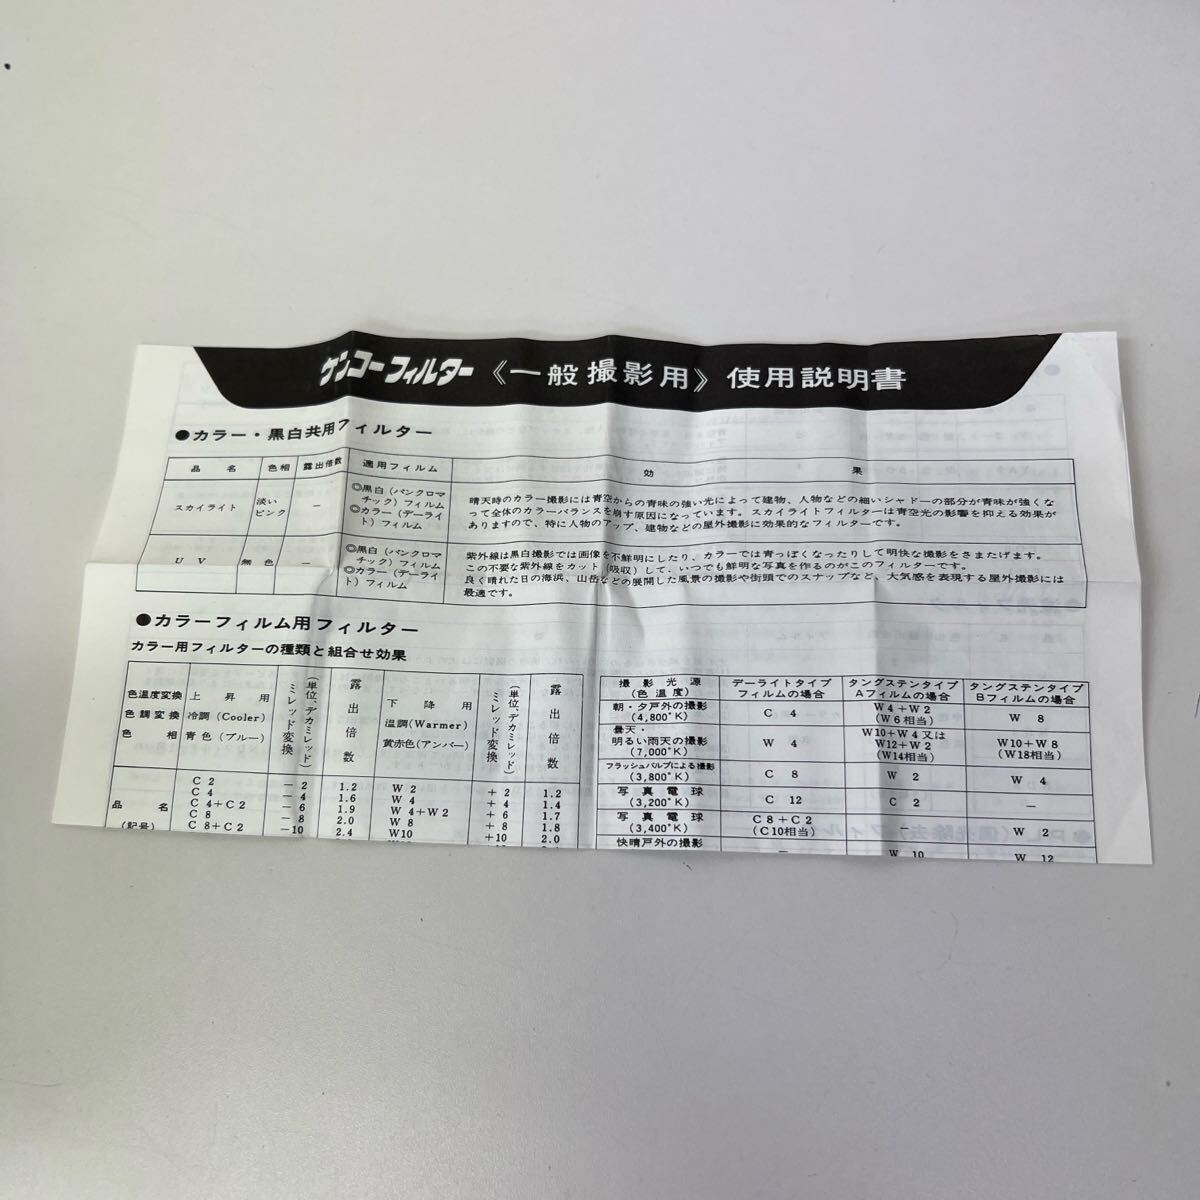 ケンコーフィルター《一般撮影用》使用説明書
●カラー・黒白共用フィルター
品名 色相 露出倍数 適用フィルム 効果
スカイライト 淡いピンク － ◎黒白(パンクロマチック)フィルム ◎カラー(デーライト)フィルム
晴天時のカラー撮影には青空からの青味の強い光によって建物、人物などの細いシャドーの部分が青味が強くな
って全体のカラーバランスを崩す原因になっています。スカイライトフィルターは青空光の影響を抑える効果が
ありますので、特に人物のアップ、建物などの屋外撮影に効果的なフィルターです。
UV 無色 － ◎黒白(パンクロマチック)フィルム ◎カラー(デーライト)フィルム
紫外線は黒白撮影では画像を不鮮明にしたり、カラーでは青っぽくなったりして明快な撮影をさまたげます。
この不要な紫外線をカット(吸収)して、いつでも鮮明な写真を作るのがこのフィルターです。
良く晴れた日の海浜、山岳などの展開した風景の撮影や街頭でのスナップなど、大気感を表現する屋外撮影には
最適です。
●カラーフィルム用フィルター
カラー用フィルターの種類と組合せ効果
色温度変換 上昇用 ミレッド変換(単位、デカミレッド) 露出倍数 下降用 ミレッド変換(単位、デカミレッド) 露出倍数
色調変換 冷調(Cooler) 温調(Warmer)
色相 青色(ブルー) 黄赤色(アンバー)
品名(記号)
C 2 －2 1.2 W 2 ＋2 1.2
C 4 －4 1.6 W 4 ＋4 1.4
C 4＋C 2 －6 1.9 W 4＋W 2 ＋6 1.7
C 8 －8 2.0 W 8 ＋8 1.8
C 8＋C 2 －10 2.4 W10 ＋10 2.0
撮影光源(色温度) デーライトタイプフィルムの場合 タングステンタイプAフィルムの場合 タングステンタイプBフィルムの場合
朝・夕戸外の撮影(4,800°K) C 4 W 4＋W 2(W 6 相当) W 8
曇天・明るい雨天の撮影(7,000°K) W 4 W10＋W 4 又はW12＋W 2(W14相当) W10＋W 8(W18相当)
フラッシュバルブによる撮影(3,800°K) C 8 W 2 W 4
写真電球(3,200°K) C 12 C 2 －
写真電球(3,400°K) C 8＋C 2(C10相当) － W 2
快晴戸外の撮影 － W 10 W 12